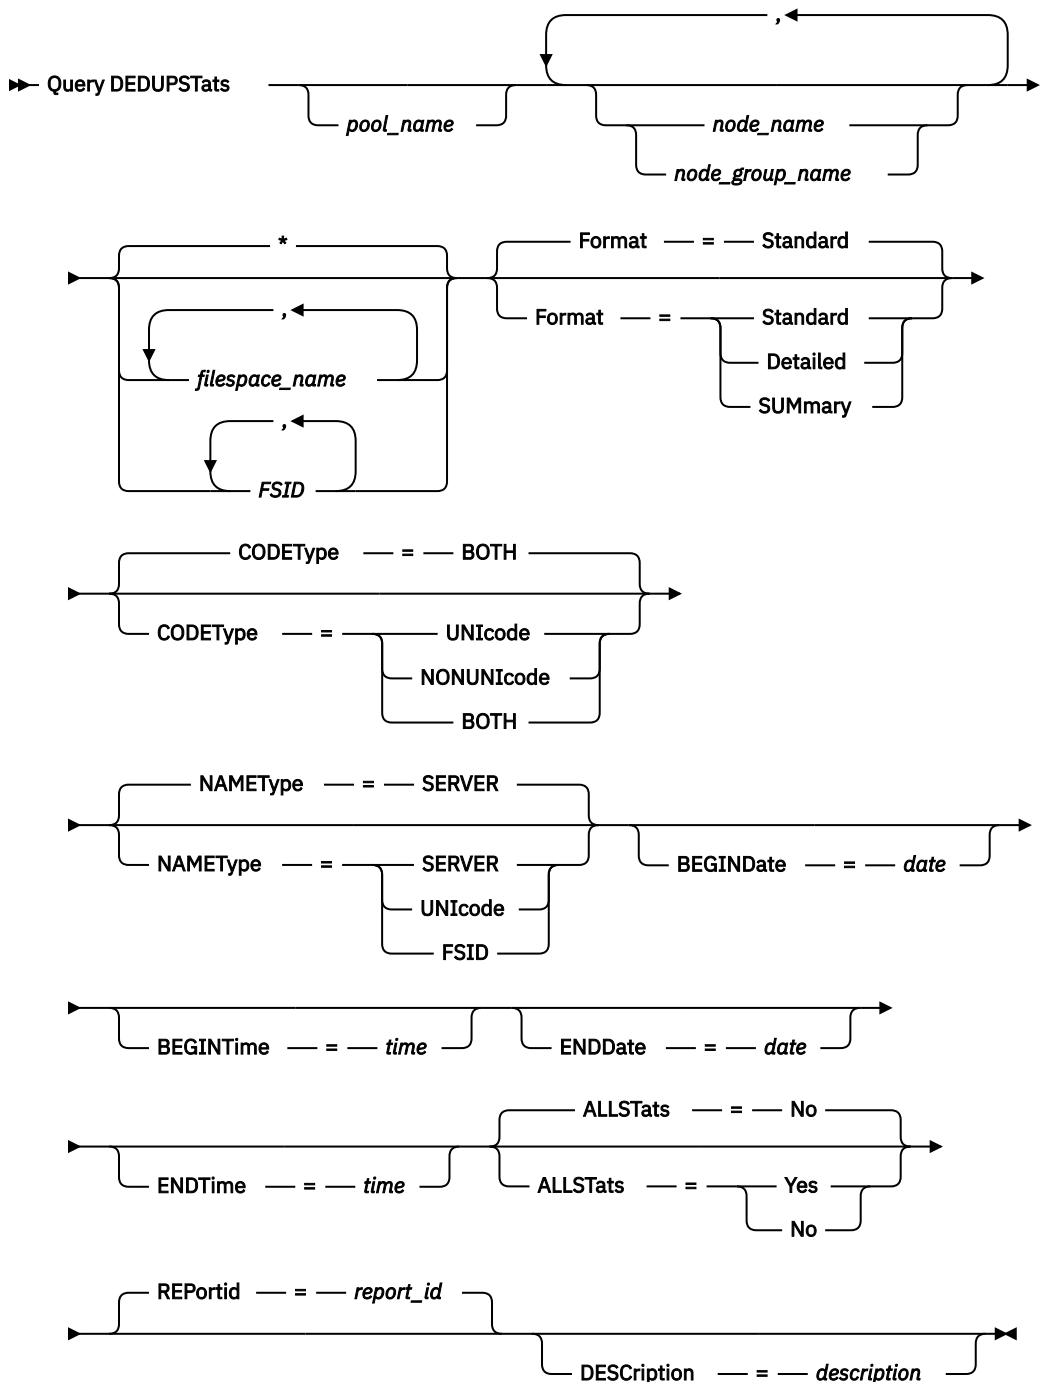 ,
Query DEDUPSTats
pool_name
node_name
node_group_name
*
Format = Standard
,
filespace_name
Format = Standard
Detailed
SUMmary
,
FSID
CODEType = BOTH
CODEType = UNIcode
NONUNIcode
BOTH
NAMEType = SERVER
NAMEType = SERVER
UNIcode
FSID
BEGINDate = date
BEGINTime = time
ENDDate = date
ENDTime = time
ALLSTats = No
ALLSTats = Yes
No
REPortid = report_id
DESCription = description